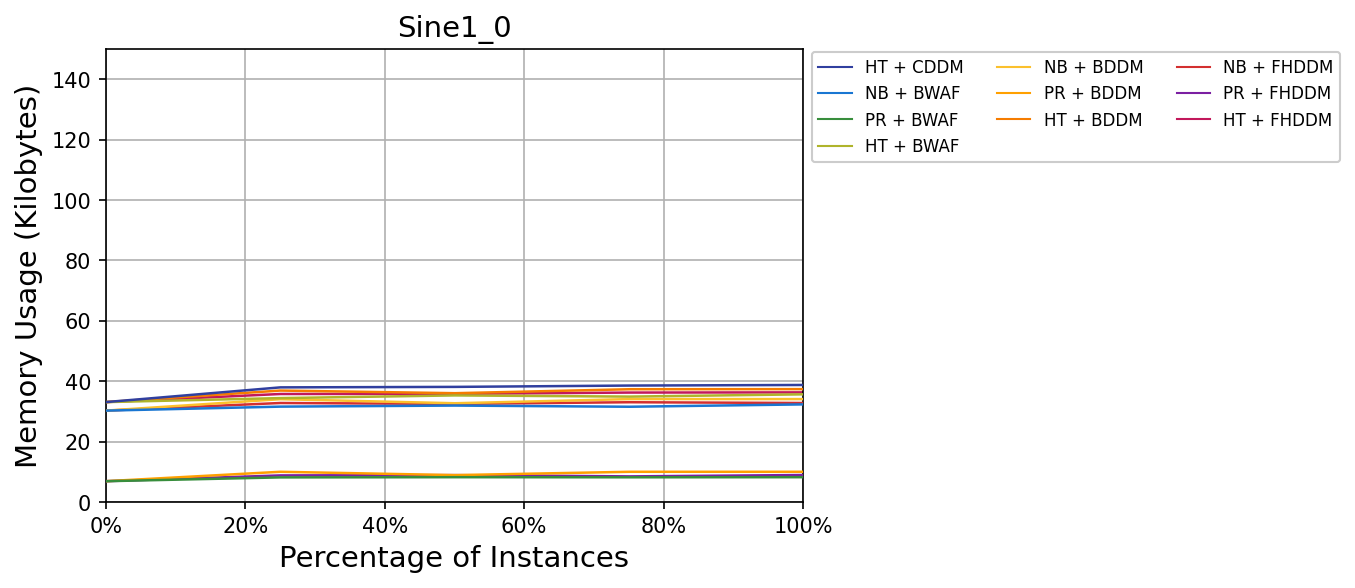 Sine1_0
Memory Usage (Kilobytes)
140
120
100
80
60
40
20
0
0% 20% 40% 60% 80% 100%
Percentage of Instances
HT + CDDM
NB + BWAF
PR + BWAF
HT + BWAF
NB + BDDM
PR + BDDM
HT + BDDM
NB + FHDDM
PR + FHDDM
HT + FHDDM